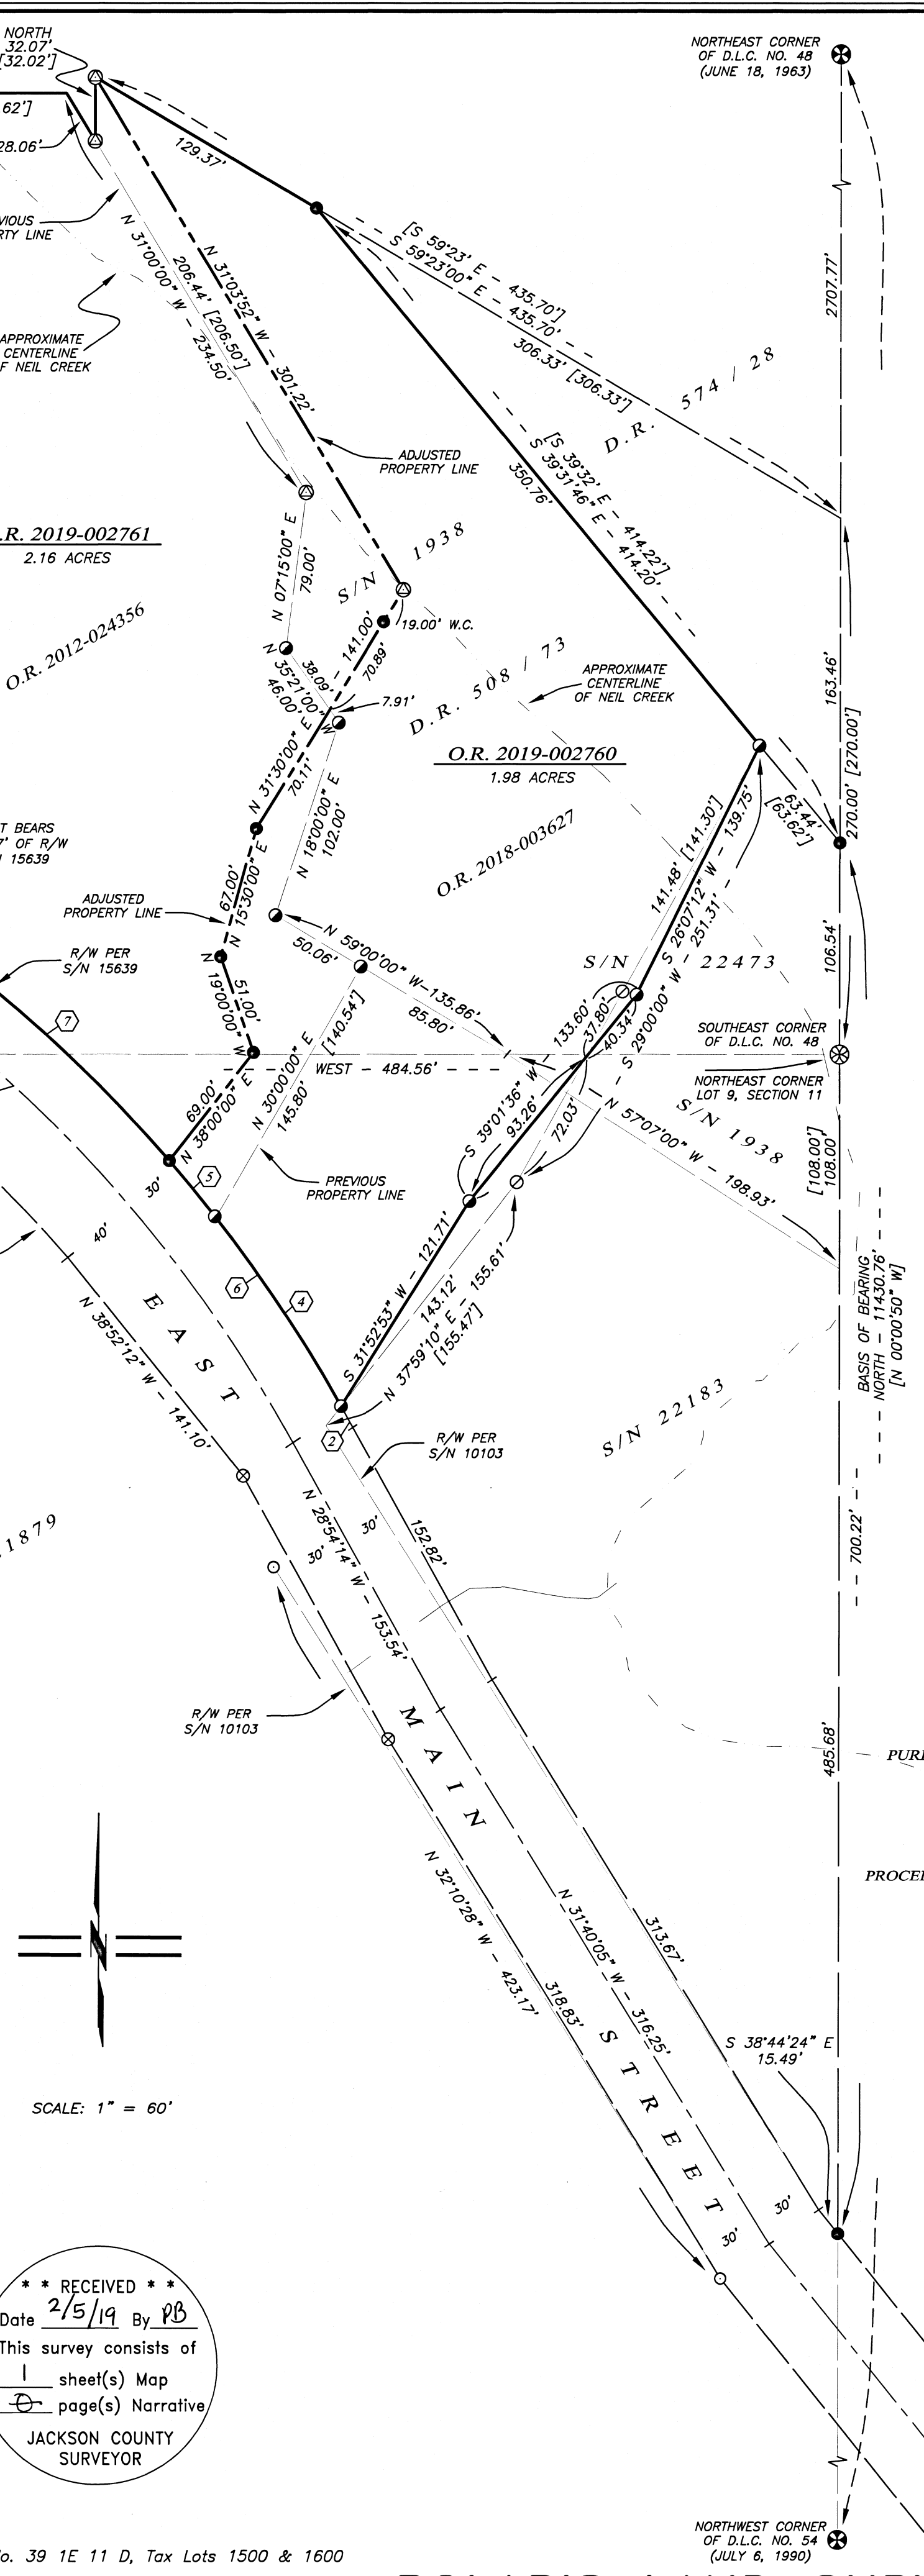 NORTH
32.07'
[32.02']
62']
28.06'
NORTHEAST CORNER
OF D.L.C. NO. 48
(JUNE 18, 1963)
129.37'
2707.77'
N 31°00'00" W - 234.50'
206.44' [206.50']
N 31°03'52" W - 301.22'
[S 59°23' E - 435.70']
S 59°23'00" E - 435.70'
306.33' [306.33']
D.R. 574 / 28
VIOUS
RTY LINE
APPROXIMATE
CENTERLINE
F NEIL CREEK
ADJUSTED
PROPERTY LINE
[S 39°32' E - 414.22']
S 39°31'46" E - 414.20'
350.76'
.R. 2019-002761
2.16 ACRES
O.R. 2012-024356
N 07°15'00" E
79.00'
S/N 1938
19.00' W.C.
N 31°30'00" E - 141.00'
70.89'
70.11'
N 35°21'00" W
38.09'
46.00'
7.91'
D.R. 508 / 73
APPROXIMATE
CENTERLINE
OF NEIL CREEK
163.46'
270.00' [270.00']
O.R. 2019-002760
1.98 ACRES
O.R. 2018-003627
63.44'
[63.62']
N 18°00'00" E
102.00'
T BEARS
7' OF R/W
N 15639
ADJUSTED
PROPERTY LINE
67.00'
N 15°30'00" E
R/W PER
S/N 15639
N 19°00'00" W
51.00'
N 59°00'00" W-135.86'
50.06'
85.80'
141.48' [141.30']
S 26°07'12" W - 139.75'
S 29°00'00" W - 251.31'
S/N 22473
106.54'
SOUTHEAST CORNER
OF D.L.C. NO. 48
NORTHEAST CORNER
LOT 9, SECTION 11
7
WEST - 484.56'
69.00'
N 38°00'00" E
N 30°00'00" E
[140.54']
145.80'
S 39°01'36" W - 133.60'
37.80'
40.34'
93.26'
72.03'
N 57°07'00" W - 198.93'
S/N 1938
[108.00']
108.00'
PREVIOUS
PROPERTY LINE
30'
5
40'
6
4
S 31°52'53" W - 121.71'
143.12'
N 37°59'10" E - 155.61'
[155.47']
BASIS OF BEARING
NORTH - 11430.76'
[N 00°00'50" W]
N 38°52'12" W - 141.10'
2
R/W PER
S/N 10103
S/N 22183
1879
700.22'
N 28°54'14" W - 153.54'
30'
30'
152.82'
R/W PER
S/N 10103
EAST MAIN STREET
485.68'
PUR
PROCE
N 32°10'28" W - 423.17'
318.83'
N 31°40'05" W - 316.25'
313.67'
S 38°44'24" E
15.49'
SCALE: 1" = 60'
30'
30'
* * RECEIVED * *
Date 2/5/19 By PB
This survey consists of
1 sheet(s) Map
0 page(s) Narrative
JACKSON COUNTY
SURVEYOR
NORTHWEST CORNER
OF D.L.C. NO. 54
(JULY 6, 1990)
o. 39 1E 11 D, Tax Lots 1500 & 1600